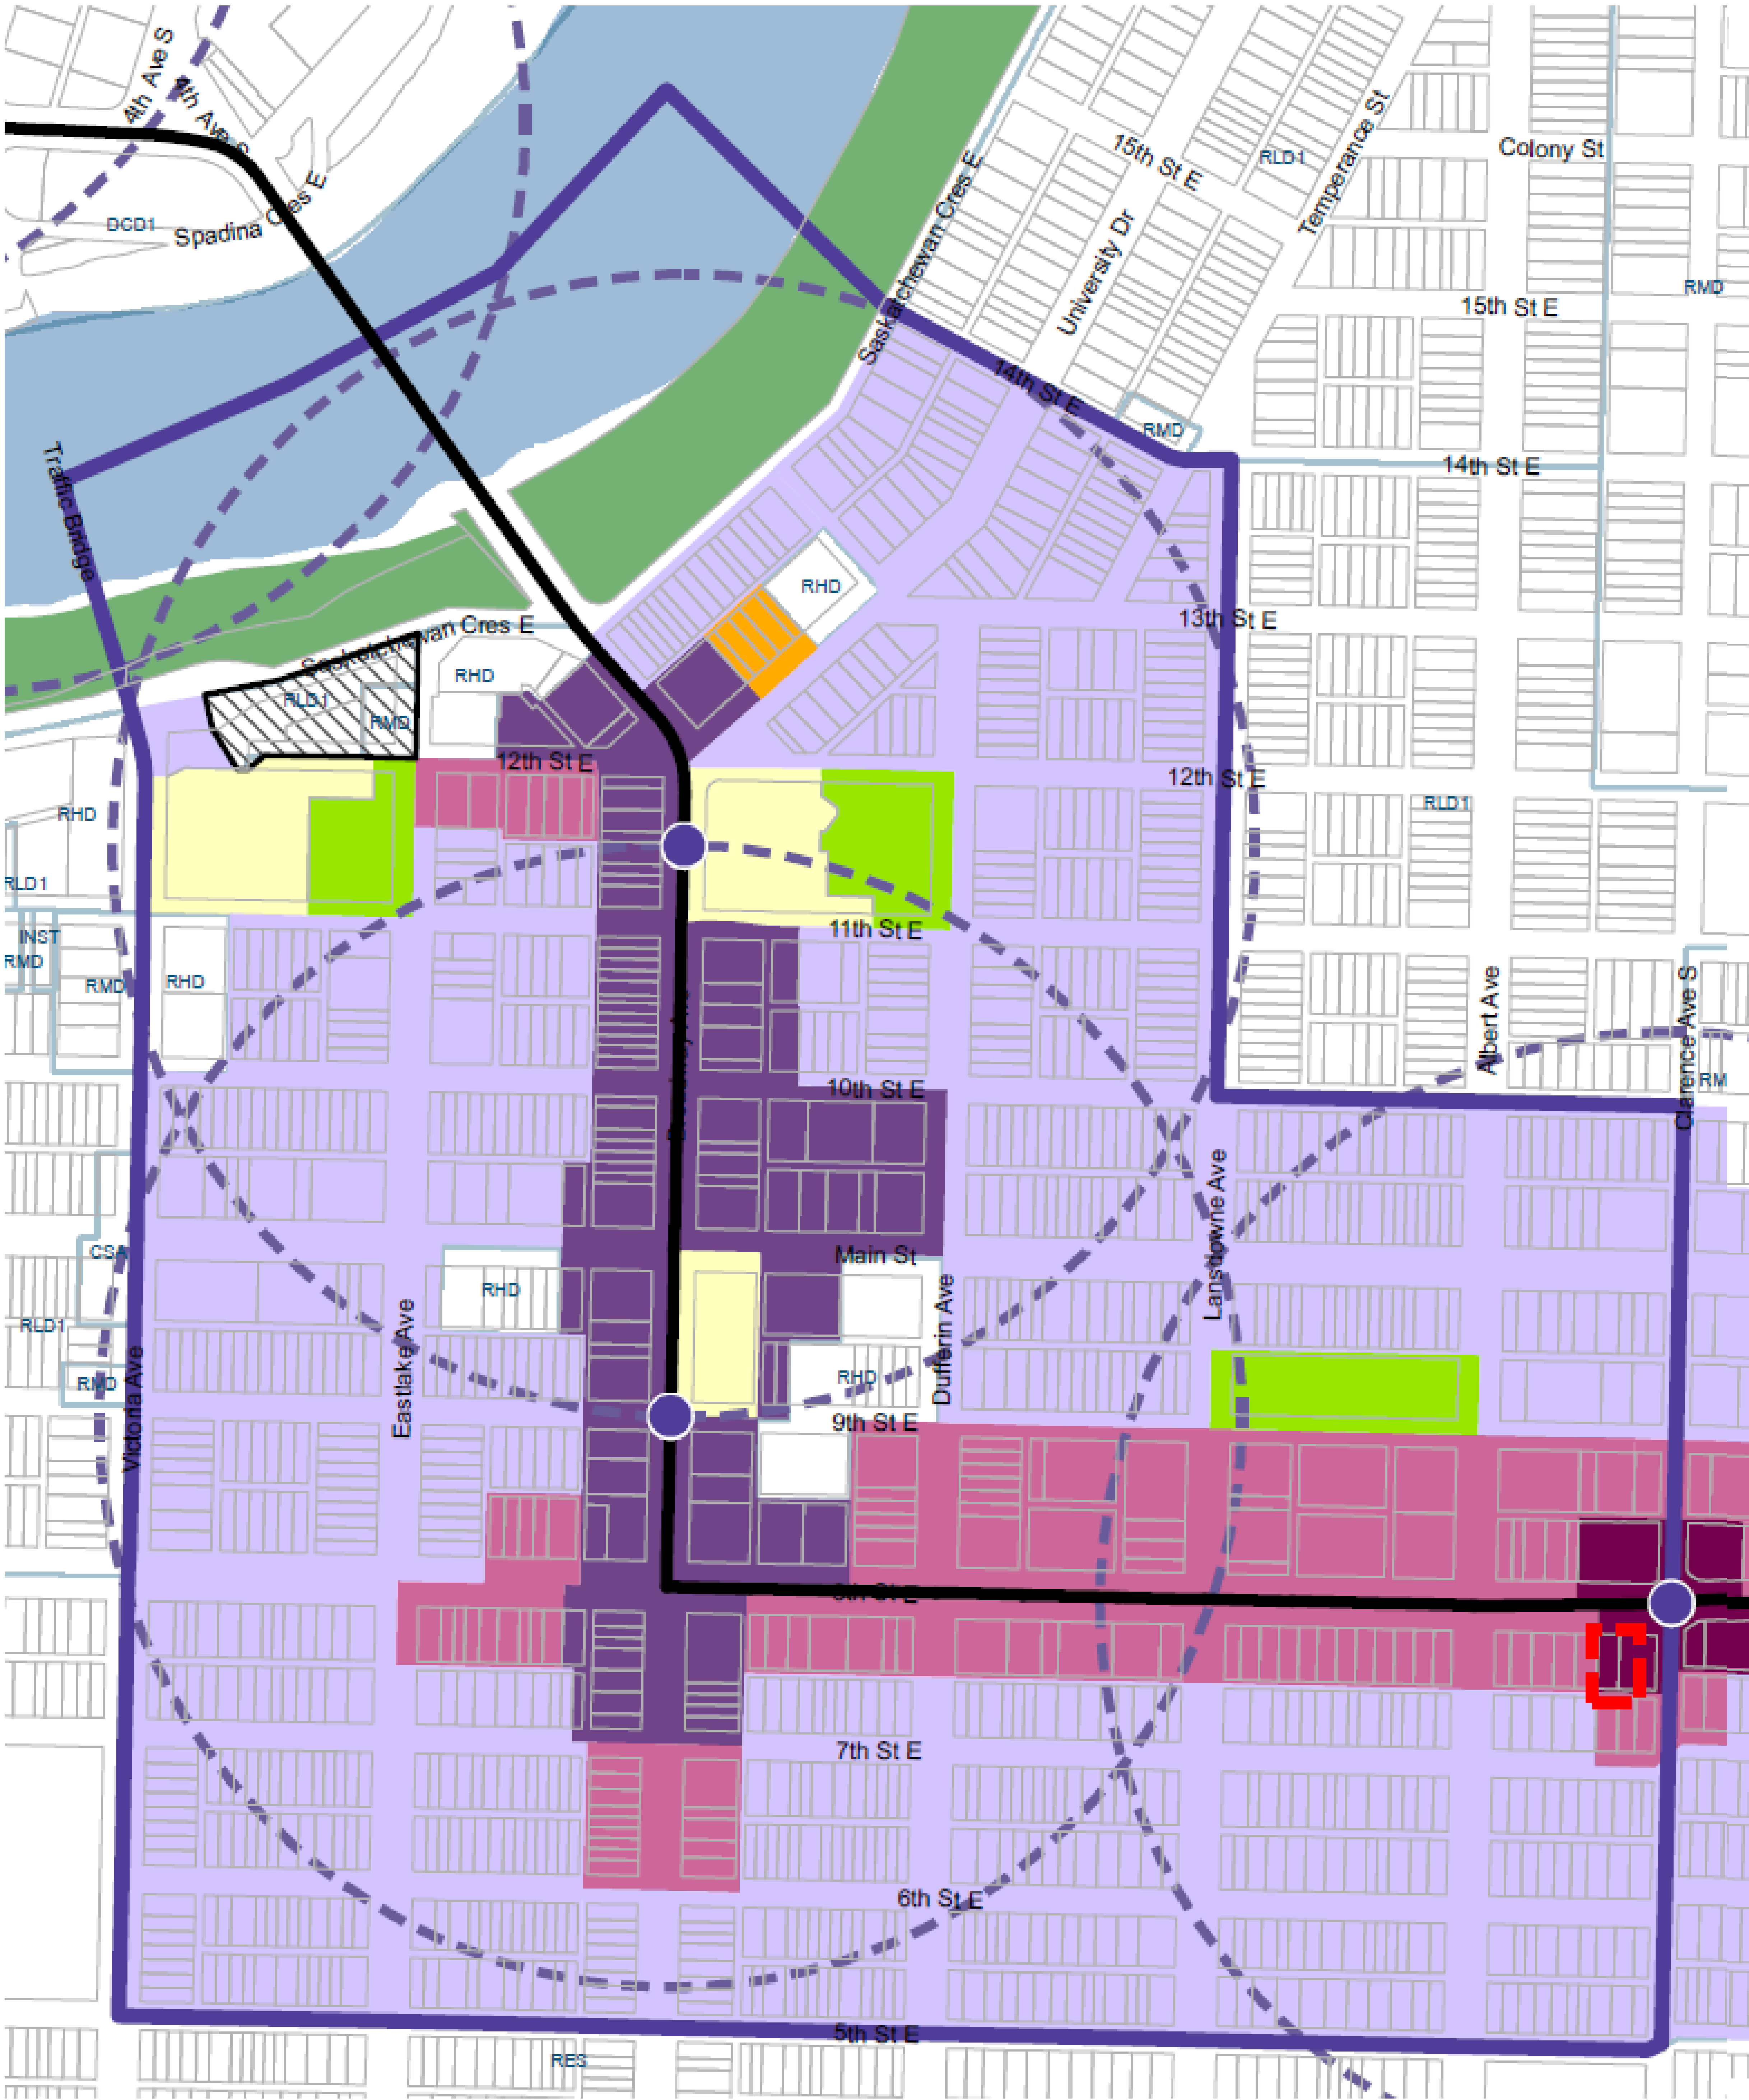 4th Ave S
4th Ave S
15th St E
RLD1
Temperance St
Colony St
DCD1
Spadina Cres E
Saskatchewan Cres E
University Dr
RMD
15th St E
14th St E
RMD
14th St E
Traffic Bridge
RHD
13th St E
Saskatchewan Cres E
RHD
RLD1
RMD
12th St E
12th St E
RHD
RLD1
RLD1
11th St E
INST
RMD
RMD
RHD
Albert Ave
Clarence Ave S
10th St E
RM
Lansdowne Ave
CSA
Main St
RHD
RLD1
Eastlake Ave
Dufferin Ave
RMD
RHD
Victoria Ave
9th St E
7th St E
6th St E
5th St E
RES